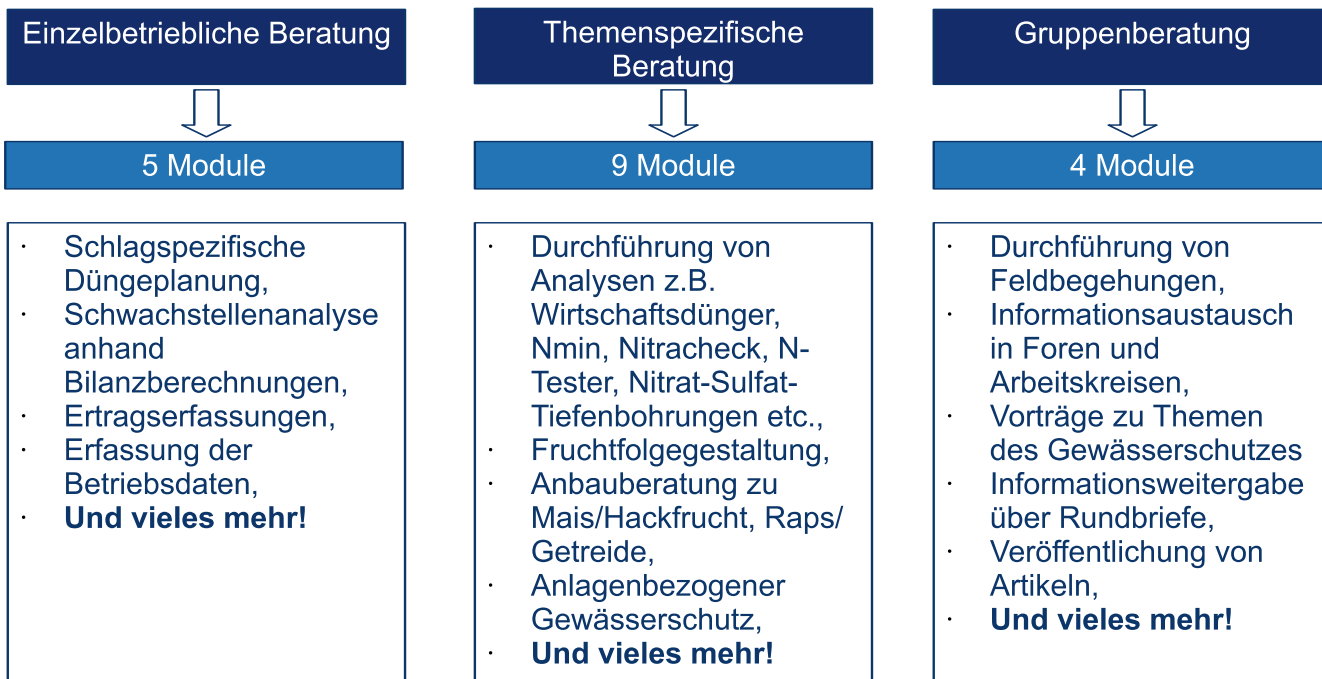 Einzelbetriebliche Beratung
5 Module
· Schlagspezifische
Düngeplanung,
· Schwachstellenanalyse
anhand
Bilanzberechnungen,
· Ertragserfassungen,
· Erfassung der
Betriebsdaten,
· Und vieles mehr!
Themenspezifische
Beratung
9 Module
· Durchführung von
Analysen z.B.
Wirtschaftsdünger,
Nmin, Nitracheck, N-
Tester, Nitrat-Sulfat-
Tiefenbohrungen etc.,
· Fruchtfolgegestaltung,
· Anbauberatung zu
Mais/Hackfrucht, Raps/
Getreide,
· Anlagenbezogener
Gewässerschutz,
· Und vieles mehr!
Gruppenberatung
4 Module
· Durchführung von
Feldbegehungen,
· Informationsaustausch
in Foren und
Arbeitskreisen,
· Vorträge zu Themen
des Gewässerschutzes
· Informationsweitergabe
über Rundbriefe,
· Veröffentlichung von
Artikeln,
· Und vieles mehr!